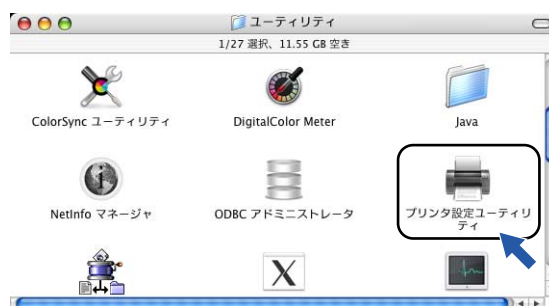 ユーティリティ
1/27 選択、11.55 GB 空き
ColorSync ユーティリティ
DigitalColor Meter
Java
NetInfo マネージャ
ODBC アドミニストレータ
プリンタ設定ユーティリ
ティ
X